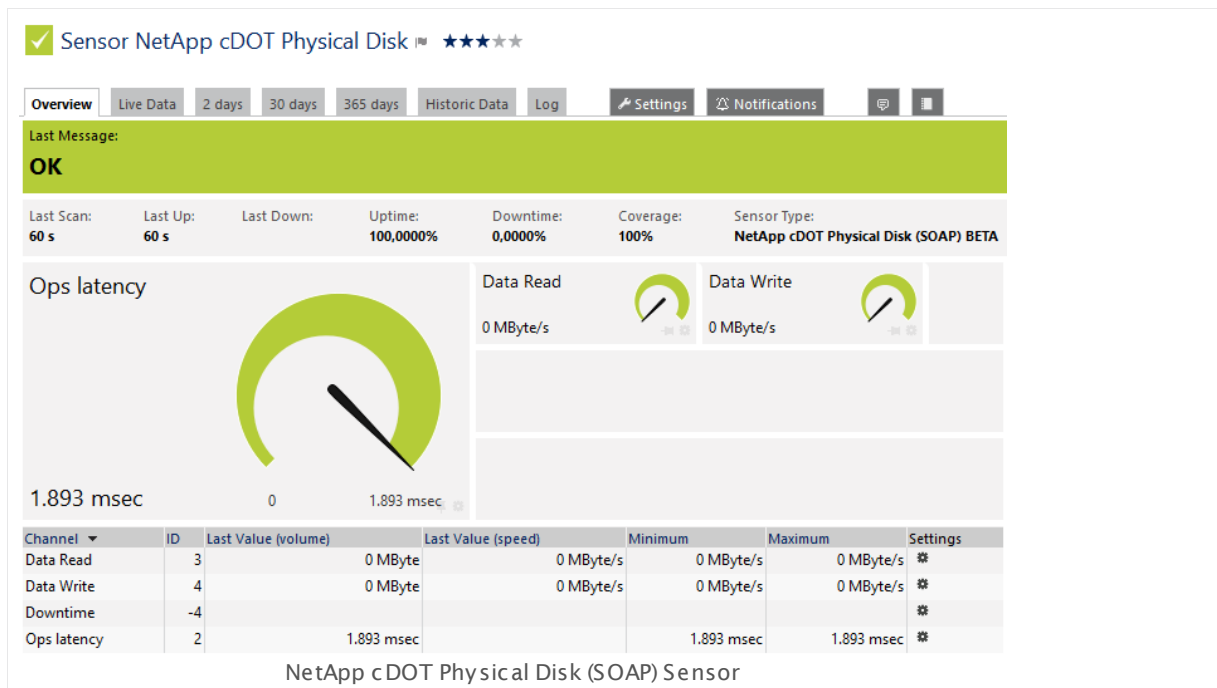 Sensor NetApp cDOT Physical Disk
Overview Live Data 2 days 30 days 365 days Historic Data Log Settings Notifications
Last Message:
OK
Last Scan: Last Up: Last Down: Uptime: Downtime: Coverage: Sensor Type:
60 s 60 s 100,0000% 0,0000% 100% NetApp cDOT Physical Disk (SOAP) BETA
Ops latency
Data Read Data Write
0 MByte/s 0 MByte/s
1.893 msec 0 1.893 msec
Channel ID Last Value (volume) Last Value (speed) Minimum Maximum Settings
Data Read 3 0 MByte 0 MByte/s 0 MByte/s 0 MByte/s
Data Write 4 0 MByte 0 MByte/s 0 MByte/s 0 MByte/s
Downtime -4
Ops latency 2 1.893 msec 1.893 msec 1.893 msec
NetApp cDOT Physical Disk (SOAP) Sensor